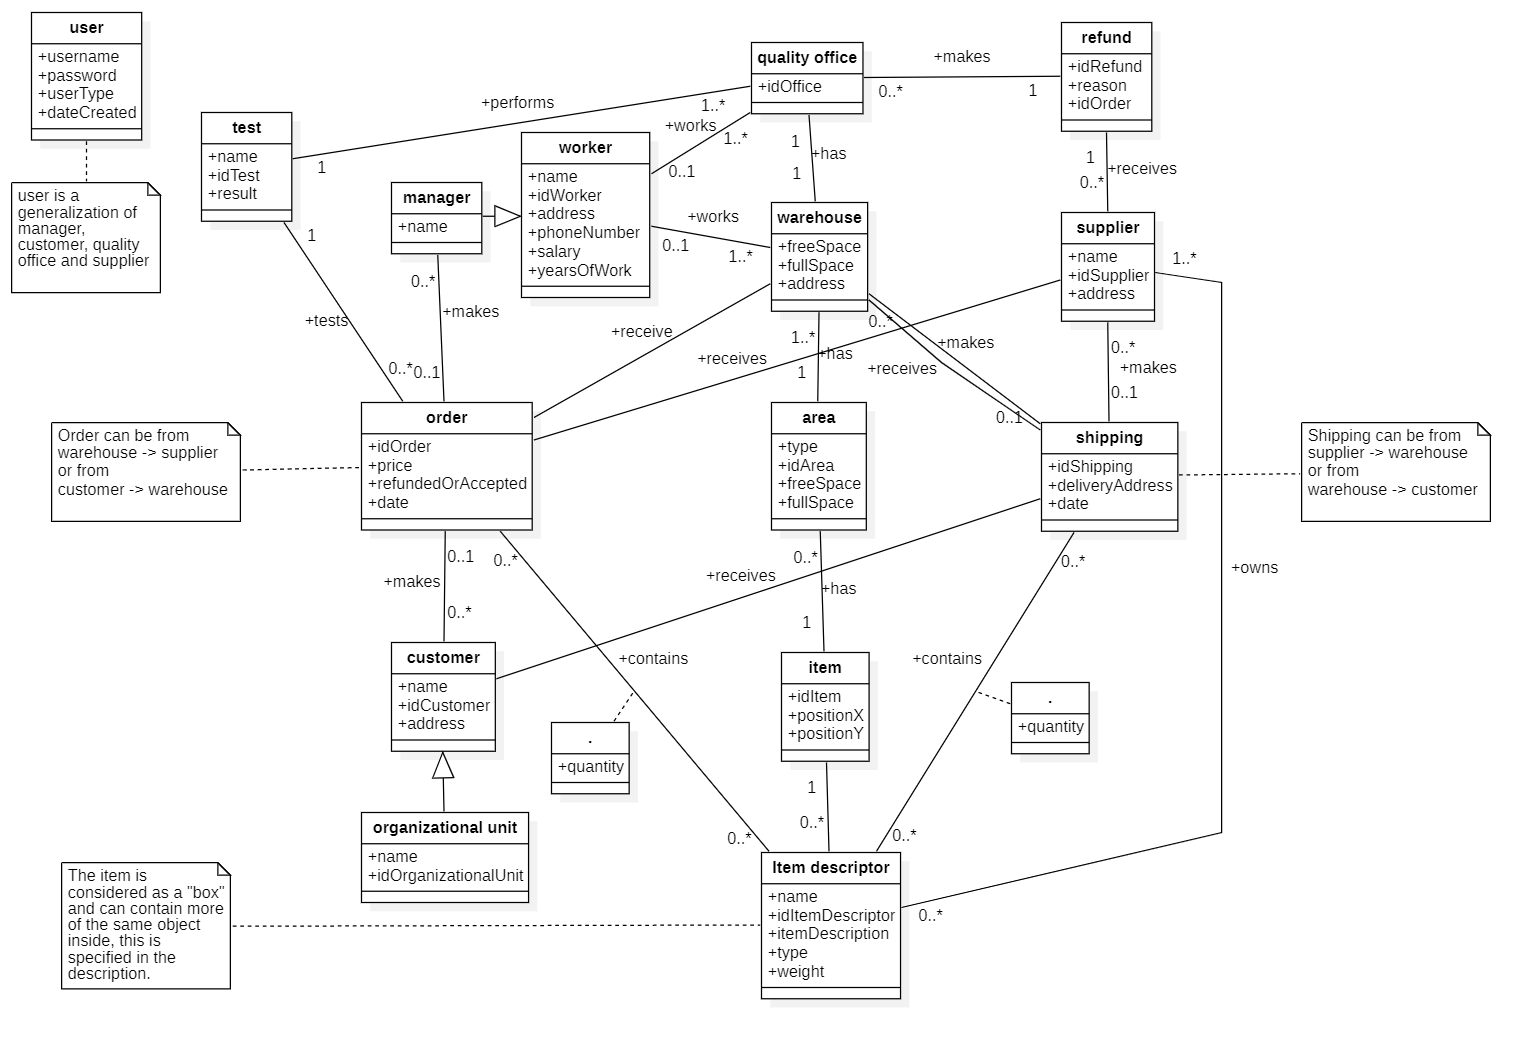 user
+username
+password
+userType
+dateCreated
user is a
generalization of
manager,
customer, quality
office and supplier
test
+name
+idTest
+result
+performs
1
1..*
quality office
+idOffice
+makes
0..*
1
refund
+idRefund
+reason
+idOrder
+works
1..*
0..1
worker
+name
+idWorker
+address
+phoneNumber
+salary
+yearsOfWork
manager
+name
1
+has
1
1
+receives
0..*
+works
0..1
1..*
warehouse
+freeSpace
+fullSpace
+address
supplier
+name
+idSupplier
+address
1..*
1
+tests
0..*
0..*
+makes
0..1
+receive
+receives
1..*
+has
1
0..*
+makes
+receives
0..1
0..*
+makes
0..1
Order can be from
warehouse -> supplier
or from
customer -> warehouse
order
+idOrder
+price
+refundedOrAccepted
+date
area
+type
+idArea
+freeSpace
+fullSpace
shipping
+idShipping
+deliveryAddress
+date
Shipping can be from
supplier -> warehouse
or from
warehouse -> customer
0..1
+makes
0..*
0..*
+receives
0..*
+has
1
0..*
+owns
customer
+name
+idCustomer
+address
+contains
.
+quantity
item
+idItem
+positionX
+positionY
+contains
.
+quantity
organizational unit
+name
+idOrganizationalUnit
0..*
1
0..*
0..*
The item is
considered as a "box"
and can contain more
of the same object
inside, this is
specified in the
description.
Item descriptor
+name
+idItemDescriptor
+itemDescription
+type
+weight
0..*